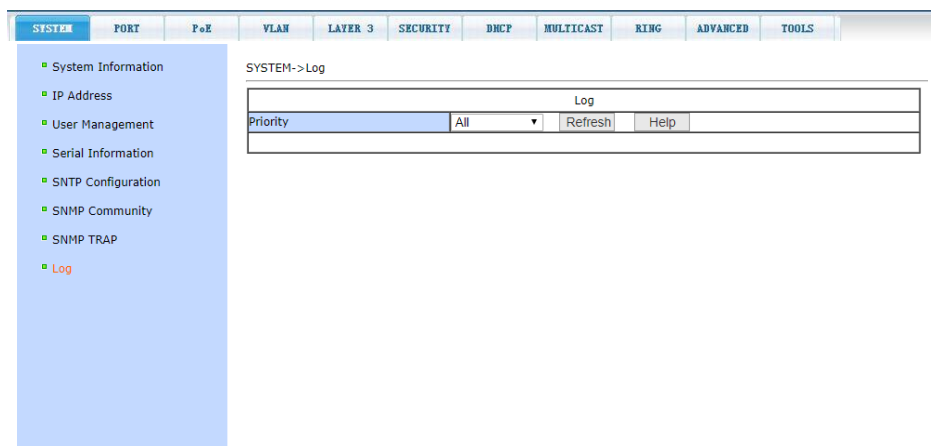 SYSTEM PORT PoE VLAN LAYER 3 SECURITY DHCP MULTICAST RING ADVANCED TOOLS
System Information
IP Address
User Management
Serial Information
SNTP Configuration
SNMP Community
SNMP TRAP
Log
SYSTEM->Log
Log
Priority All Refresh Help